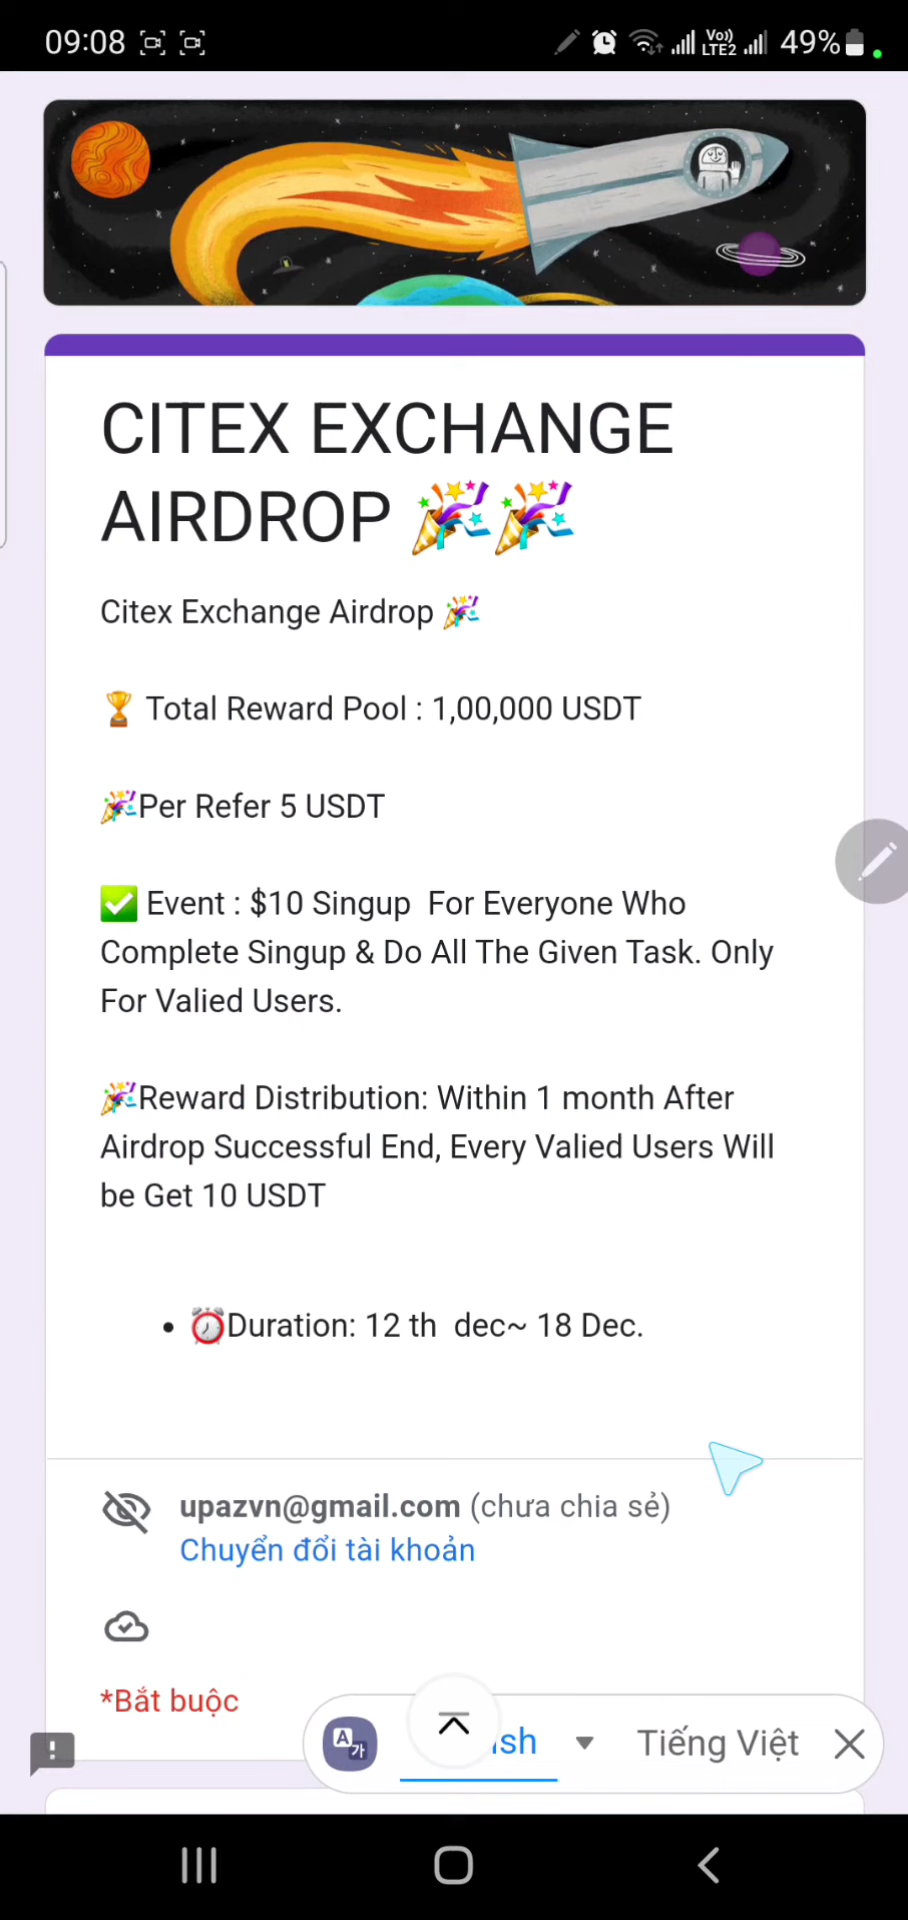 09:08
Vo))
LTE2
49%
CITEX EXCHANGE
AIRDROP 🎉🎉
Citex Exchange Airdrop 🎉
🏆 Total Reward Pool : 1,00,000 USDT
🎉Per Refer 5 USDT
✅ Event : $10 Singup  For Everyone Who
Complete Singup & Do All The Given Task. Only
For Valied Users.
🎉Reward Distribution: Within 1 month After
Airdrop Successful End, Every Valied Users Will
be Get 10 USDT
• ⏰Duration: 12 th  dec~ 18 Dec.
upazvn@gmail.com (chưa chia sẻ)
Chuyển đổi tài khoản
*Bắt buộc
ish
Tiếng Việt